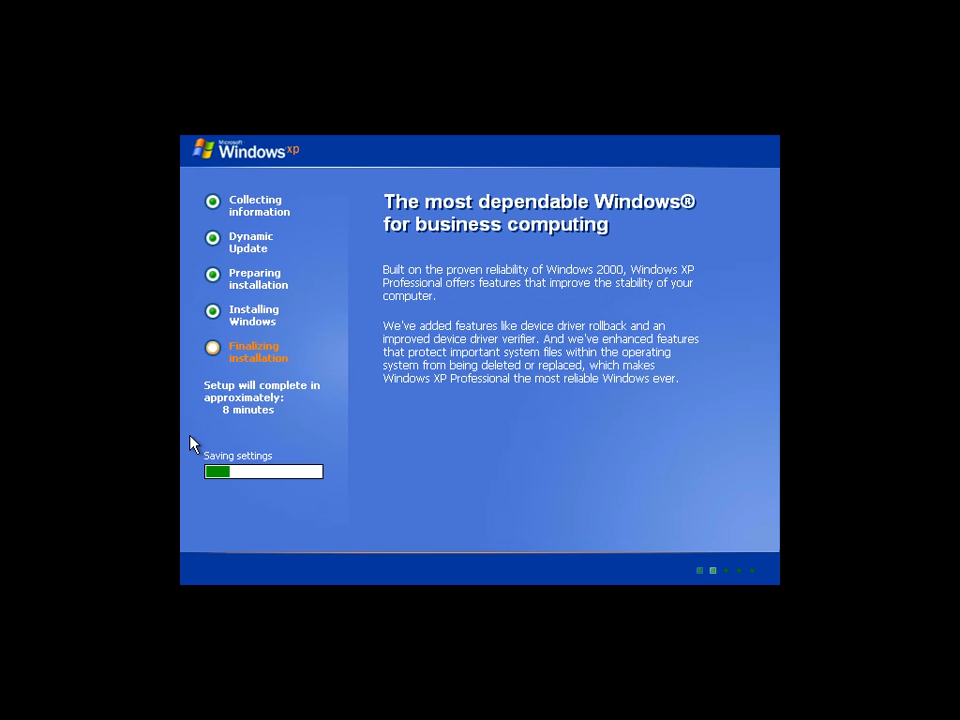 Microsoft
Windows xp
Collecting
information
Dynamic
Update
Preparing
installation
Installing
Windows
Finalizing
installation
Setup will complete in
approximately:
8 minutes
Saving settings
The most dependable Windows®
for business computing
Built on the proven reliability of Windows 2000, Windows XP
Professional offers features that improve the stability of your
computer.
We've added features like device driver rollback and an
improved device driver verifier. And we've enhanced features
that protect important system files within the operating
system from being deleted or replaced, which makes
Windows XP Professional the most reliable Windows ever.